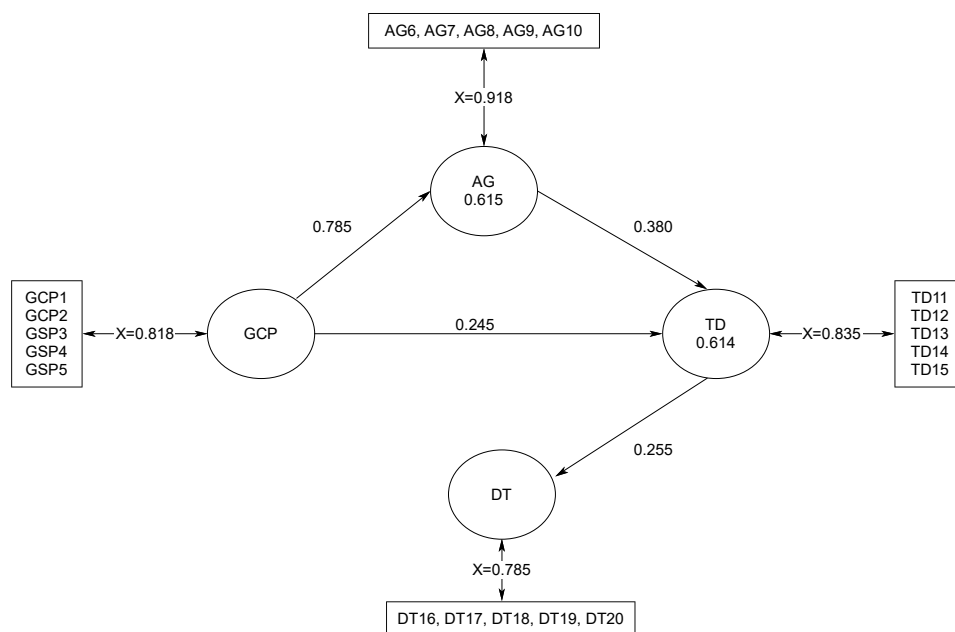 AG6, AG7, AG8, AG9, AG10
X=0.918
AG
0.615
0.785
0.380
GCP1
GCP2
GSP3
GSP4
GSP5
X=0.818
GCP
0.245
TD
0.614
X=0.835
TD11
TD12
TD13
TD14
TD15
0.255
DT
X=0.785
DT16, DT17, DT18, DT19, DT20